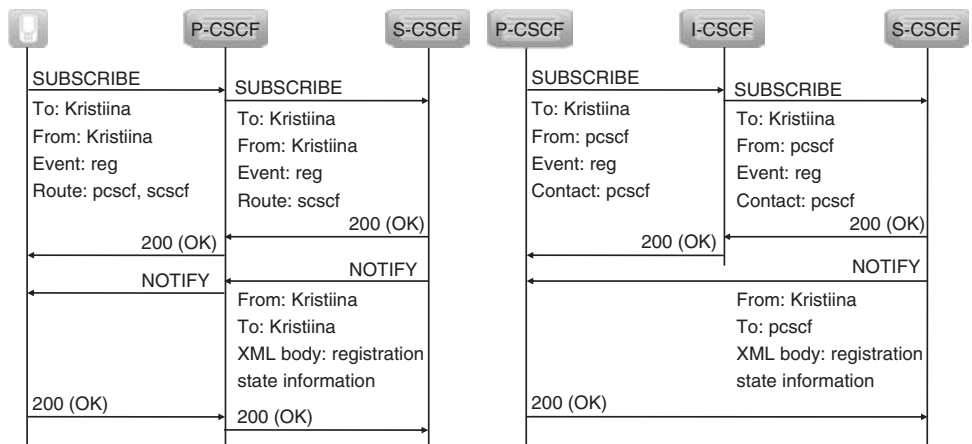 P-CSCF
S-CSCF
SUBSCRIBE
To: Kristiina
From: Kristiina
Event: reg
Route: pcscf, scscf
SUBSCRIBE
To: Kristiina
From: Kristiina
Event: reg
Route: scscf
200 (OK)
200 (OK)
NOTIFY
NOTIFY
From: Kristiina
To: Kristiina
XML body: registration
state information
200 (OK)
200 (OK)
P-CSCF
I-CSCF
S-CSCF
SUBSCRIBE
To: Kristiina
From: pcscf
Event: reg
Contact: pcscf
SUBSCRIBE
To: Kristiina
From: pcscf
Event: reg
Contact: pcscf
200 (OK)
200 (OK)
NOTIFY
From: Kristiina
To: pcscf
XML body: registration
state information
200 (OK)